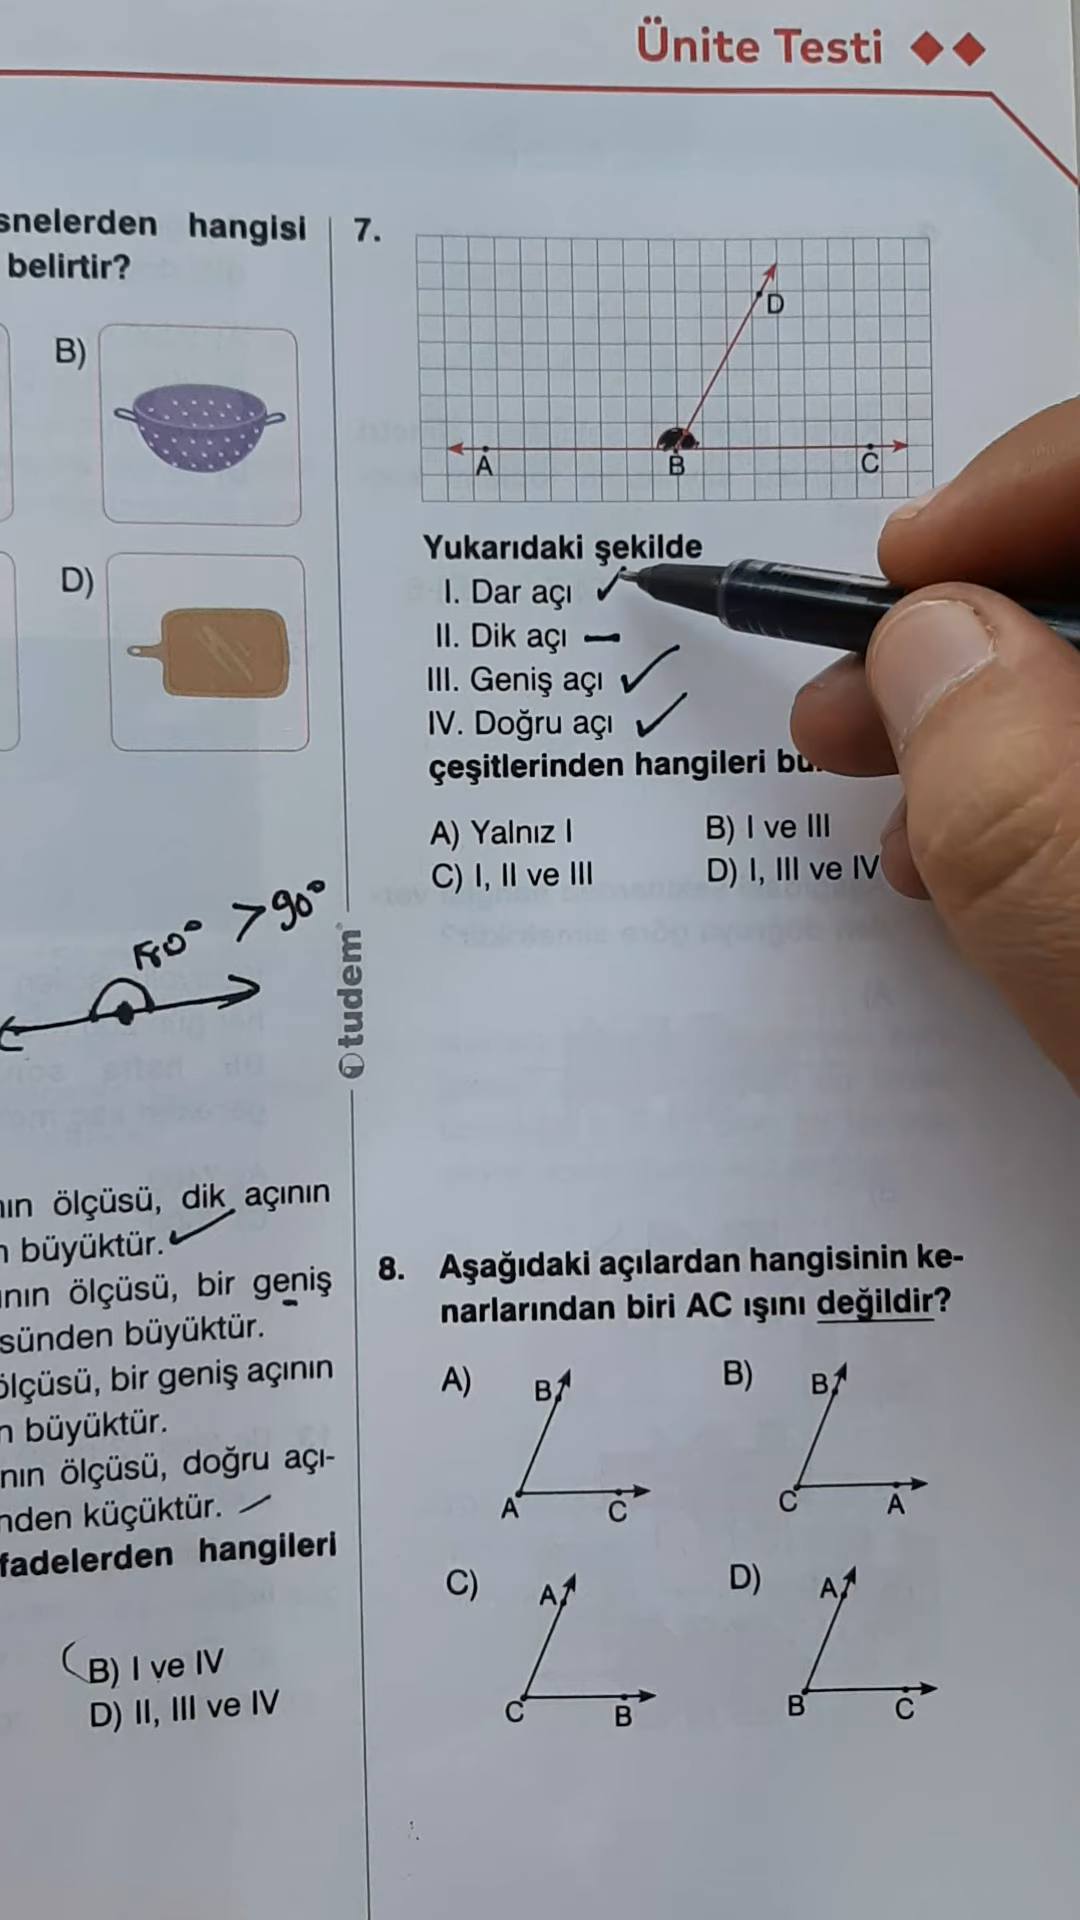 Ünite Testi
snelerden hangisi
belirtir?
B)
D)
180° >90°
nın ölçüsü, dik açının
n büyüktür.
ının ölçüsü, bir geniş
sünden büyüktür.
ölçüsü, bir geniş açının
n büyüktür.
nın ölçüsü, doğru açı-
nden küçüktür.
fadelerden hangileri
B) I ve IV
D) II, III ve IV
tudem
7.
D
A
B
C
Yukarıdaki şekilde
I. Dar açı
II. Dik açı
III. Geniş açı
IV. Doğru açı
çeşitlerinden hangileri
A) Yalnız I
B) I ve III
C) I, II ve III
D) I, III ve IV
8. Aşağıdaki açılardan hangisinin ke-
narlarından biri AC ışını değildir?
A)
B
A
C
B)
B
C
A
C)
A
C
B
D)
A
B
C